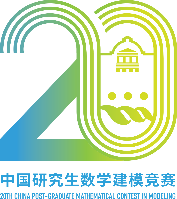 20
中国研究生数学建模竞赛
20TH CHINA POST-GRADUATE MATHEMATICAL CONTEST IN MODELING